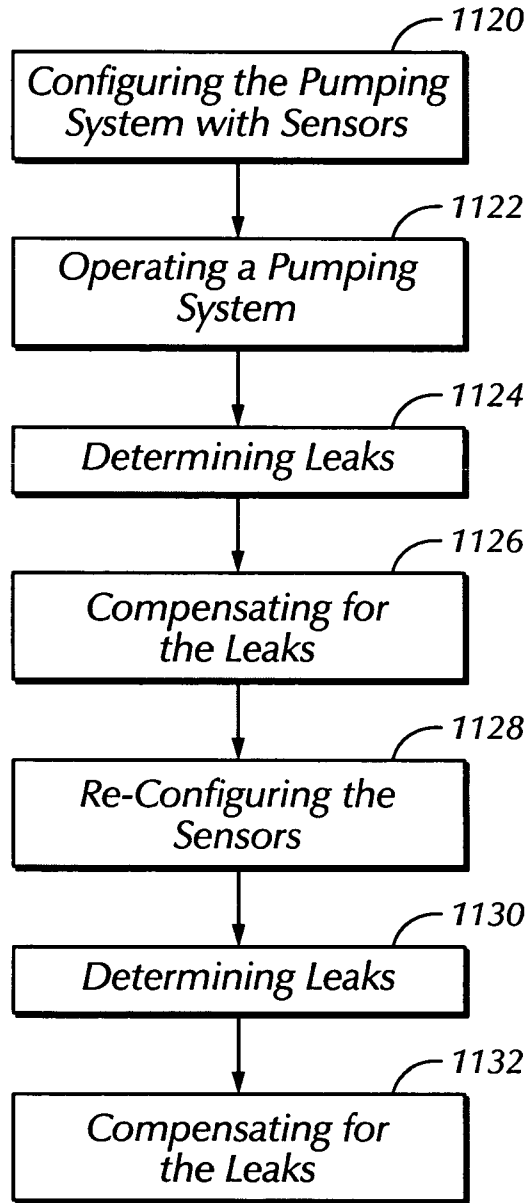 1120
Configuring the Pumping
System with Sensors
1122
Operating a Pumping
System
1124
Determining Leaks
1126
Compensating for
the Leaks
1128
Re-Configuring the
Sensors
1130
Determining Leaks
1132
Compensating for
the Leaks